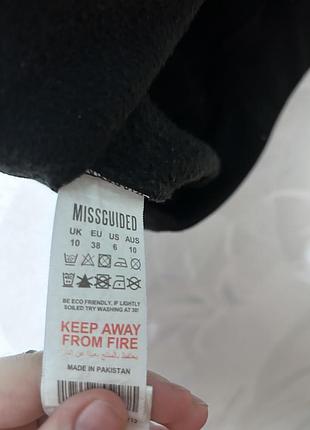 MISSGUIDED
UK EU US AUS
10 38 6 10
BE ECO FRIENDLY, IF LIGHTLY
SOILED TRY WASHING AT 30!
KEEP AWAY
FROM FIRE
MADE IN PAKISTAN